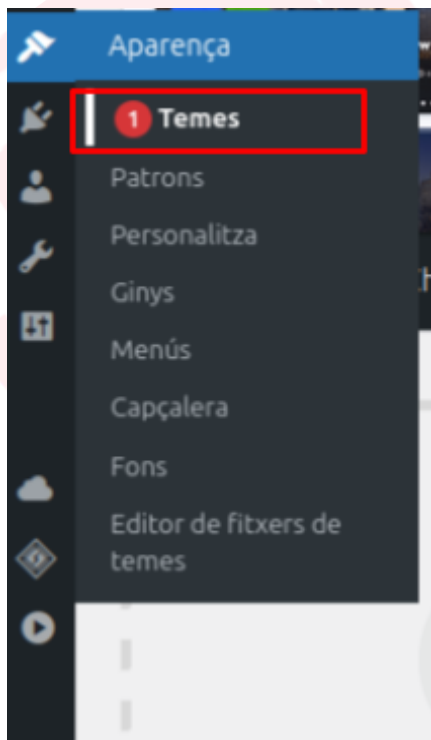 Aparença
1 Temes
Patrons
Personalitza
Ginys
Menús
Capçalera
Fons
Editor de fitxers de
temes